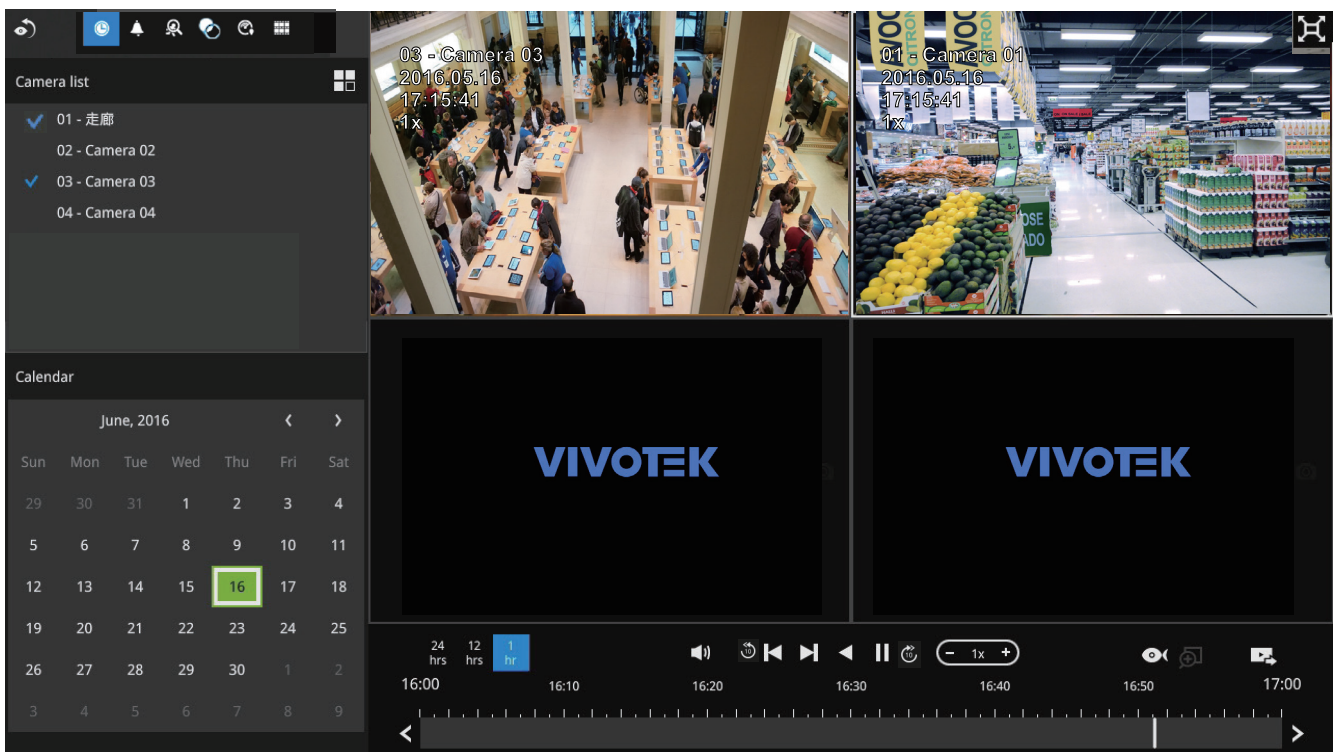 Camera list
01 - 走廊
02 - Camera 02
03 - Camera 03
04 - Camera 04
Calendar
June, 2016
Sun Mon Tue Wed Thu Fri Sat
29 30 31 1 2 3 4
5 6 7 8 9 10 11
12 13 14 15 16 17 18
19 20 21 22 23 24 25
26 27 28 29 30 1 2
3 4 5 6 7 8 9
03 - Camera 03
2016.05.16
17:15:41
1x
01 - Camera 01
2016.05.16
17:15:41
1x
VIVOTEK
VIVOTEK
24 hrs
12 hrs
1 hr
10
10
1x
16:00 16:10 16:20 16:30 16:40 16:50 17:00